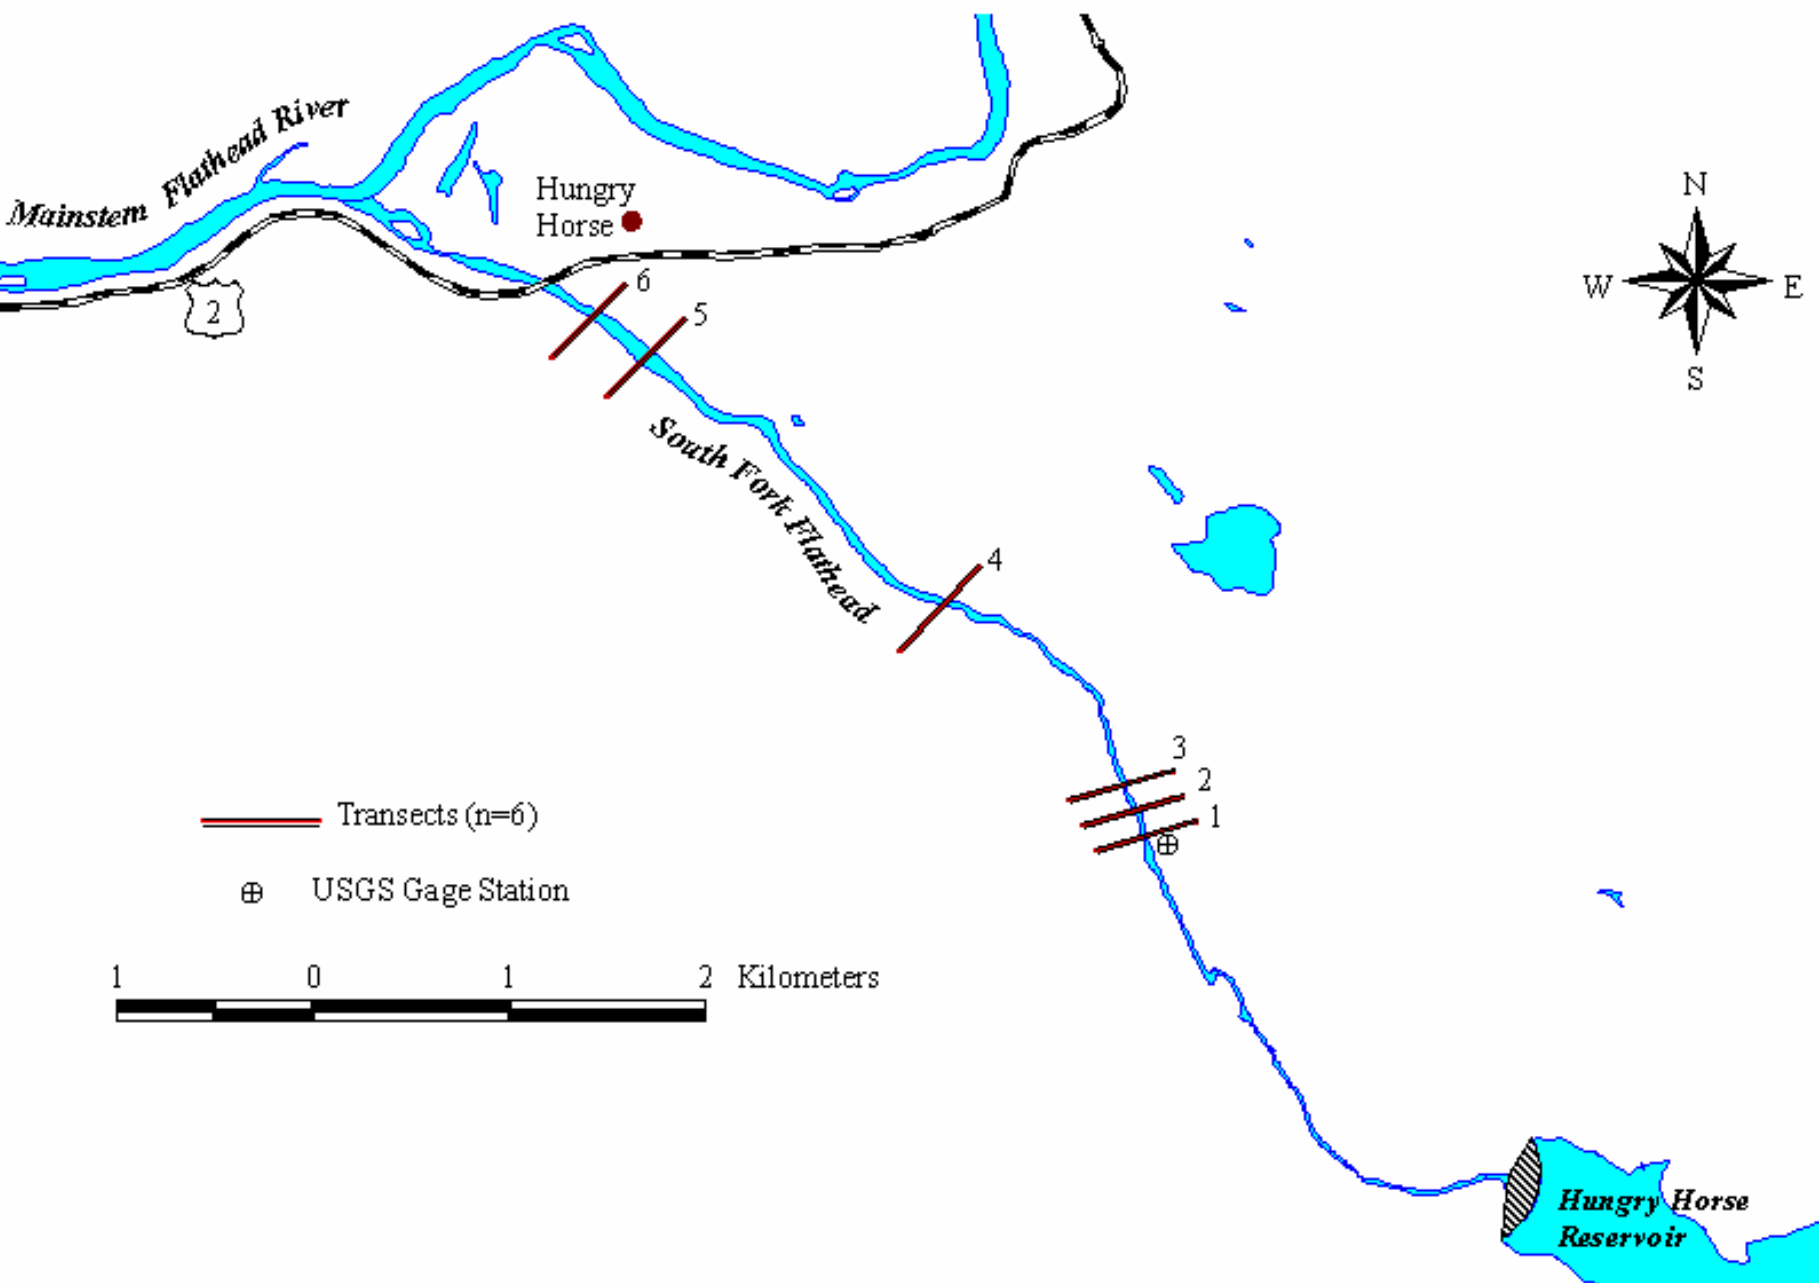 Mainstem Flathead River
Hungry
Horse
N
W
E
S
2
6
5
South Fork Flathead
4
3
2
1
Transects (n=6)
USGS Gage Station
1 0 1 2 Kilometers
Hungry Horse
Reservoir